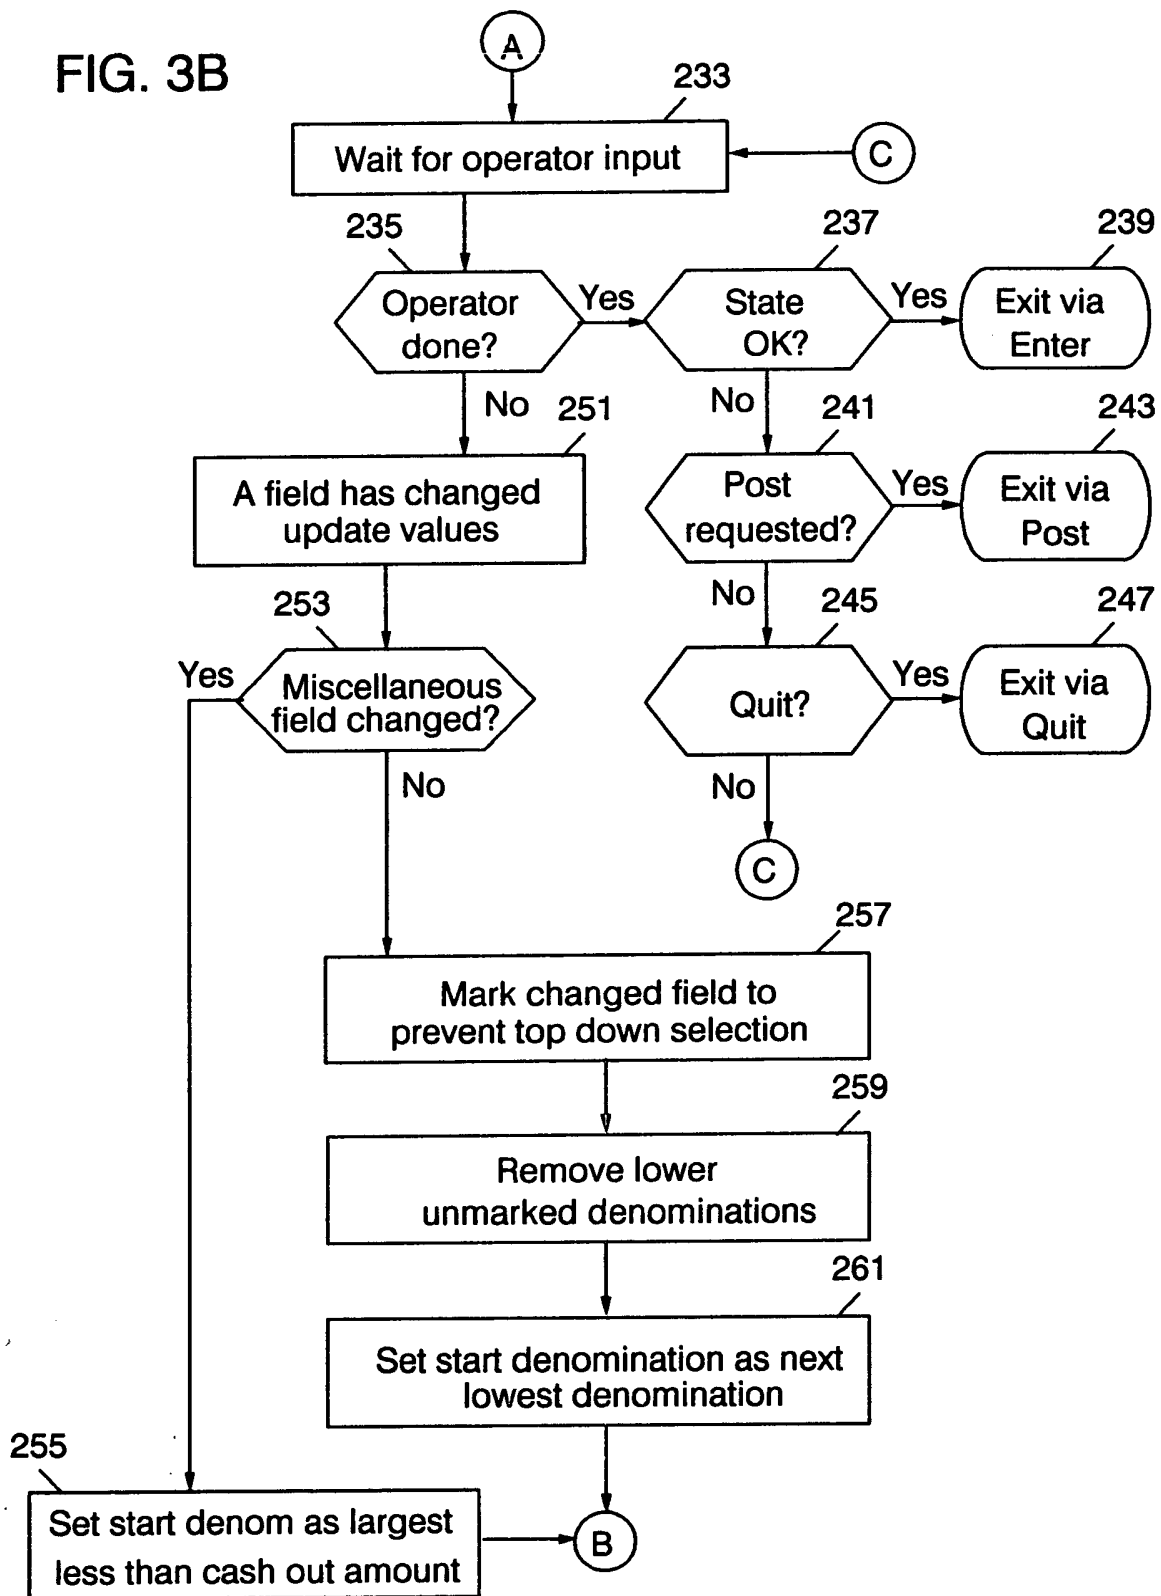 FIG. 3B
A
233
Wait for operator input
C
235
237
239
Operator
done?
Yes
State
OK?
Yes
Exit via
Enter
No
251
No
241
243
A field has changed
update values
Post
requested?
Yes
Exit via
Post
253
No
245
247
Yes
Miscellaneous
field changed?
Quit?
Yes
Exit via
Quit
No
No
C
257
Mark changed field to
prevent top down selection
259
Remove lower
unmarked denominations
261
Set start denomination as next
lowest denomination
255
Set start denom as largest
less than cash out amount
B